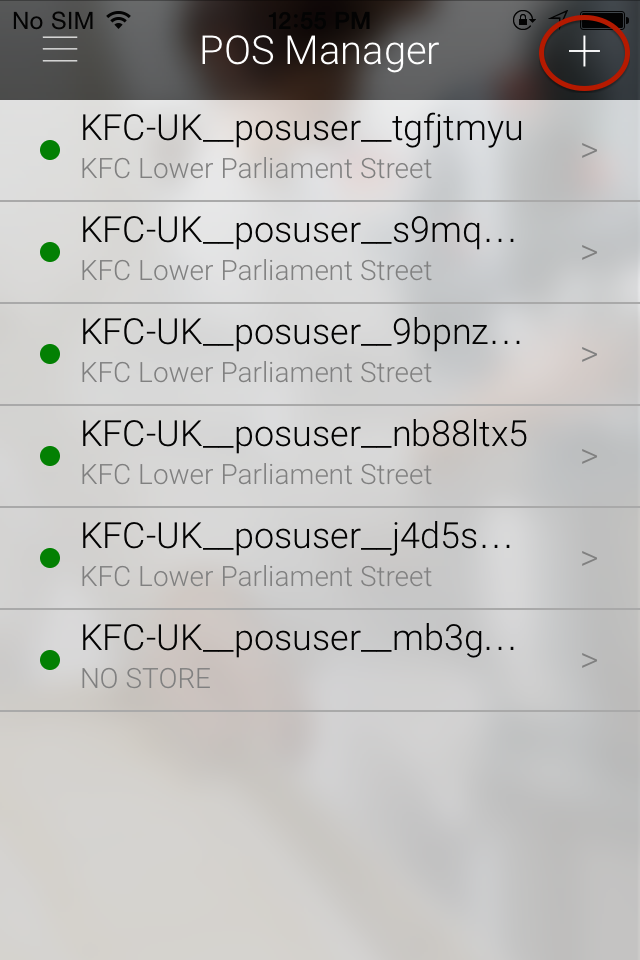 No SIM 12:55 PM
POS Manager
KFC-UK__posuser__tgfjtmyu
KFC Lower Parliament Street
>
KFC-UK__posuser__s9mq...
KFC Lower Parliament Street
>
KFC-UK__posuser__9bpnz...
KFC Lower Parliament Street
>
KFC-UK__posuser__nb88ltx5
KFC Lower Parliament Street
>
KFC-UK__posuser__j4d5s...
KFC Lower Parliament Street
>
KFC-UK__posuser__mb3g...
NO STORE
>